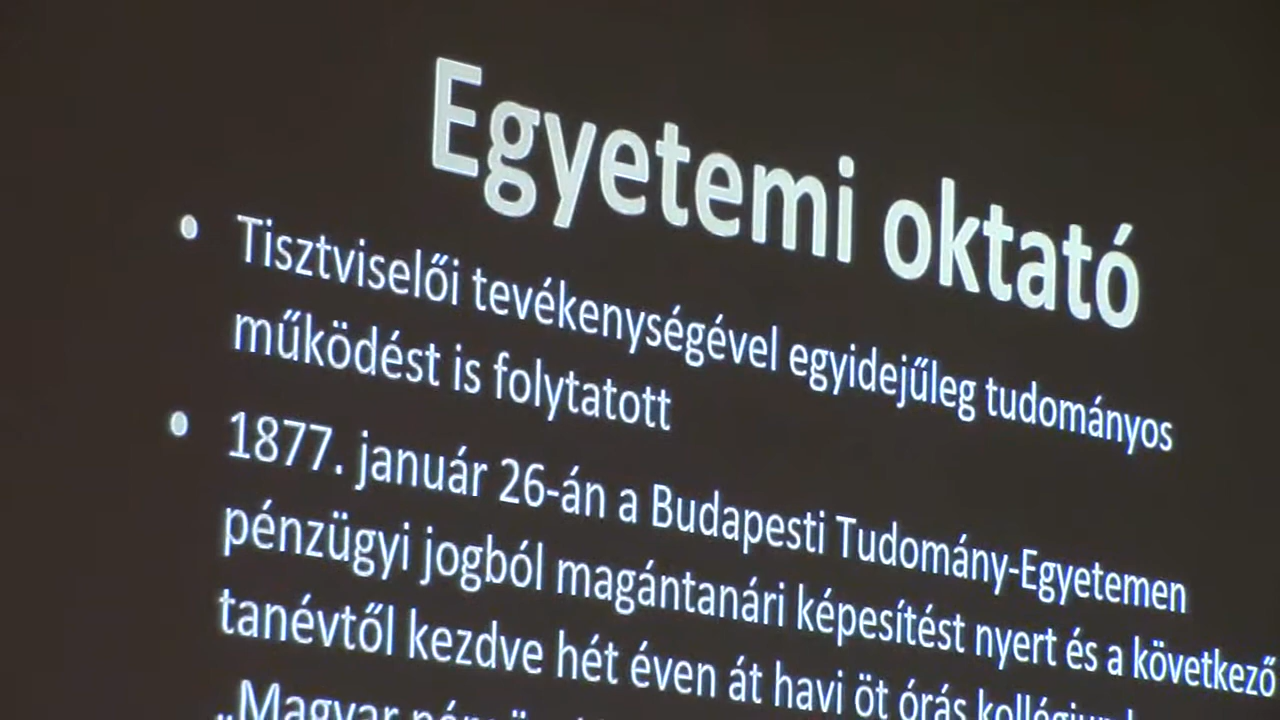 Egyetemi oktató
• Tisztviselői tevékenységével egyidejűleg tudományos
működést is folytatott
• 1877. január 26-án a Budapesti Tudomány-Egyetemen
pénzügyi jogból magántanári képesítést nyert és a következő
tanévtől kezdve hét éven át havi öt órás
„Magyar